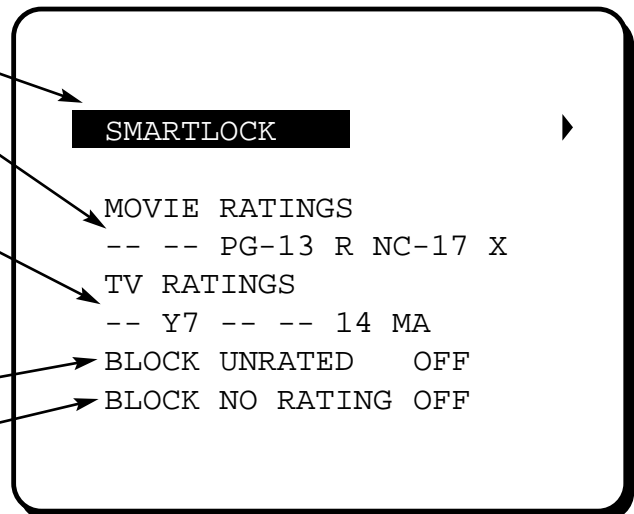 SMARTLOCK
MOVIE RATINGS
-- -- PG-13 R NC-17 X
TV RATINGS
-- Y7 -- -- 14 MA
BLOCK UNRATED OFF
BLOCK NO RATING OFF